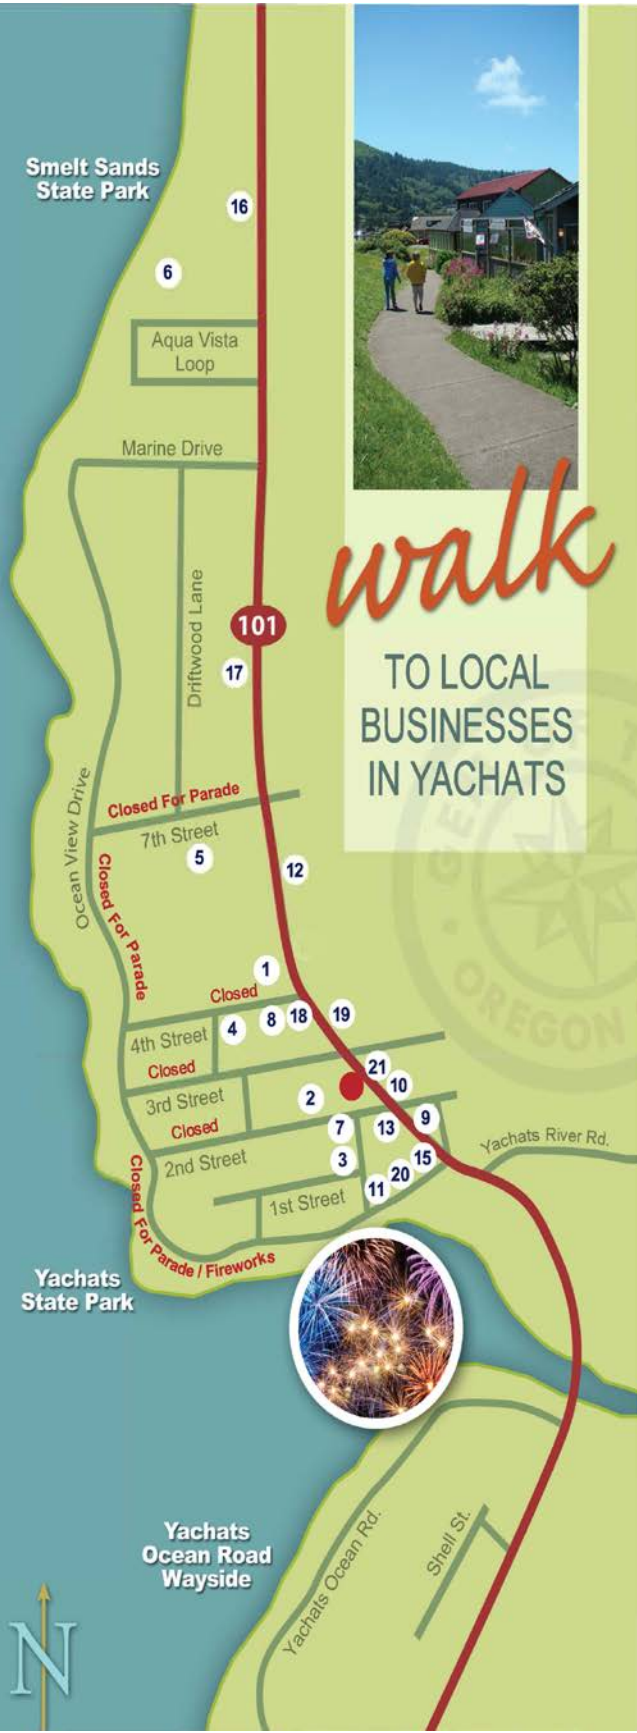 Smelt Sands
State Park
16
6
Aqua Vista
Loop
Marine Drive
walk
Driftwood Lane
101
17
TO LOCAL
BUSINESSES
IN YACHATS
Ocean View Drive
Closed For Parade
7th Street
5
12
Closed For Parade
1
Closed
4th Street
4
8
18
19
Closed
3rd Street
21
10
2
Closed
2nd Street
7
13
9
3
15
20
11
Yachats River Rd.
1st Street
Closed For Parade / Fireworks
Yachats
State Park
Yachats
Ocean Road
Wayside
Yachats Ocean Rd.
Shell St.
N
OREGON